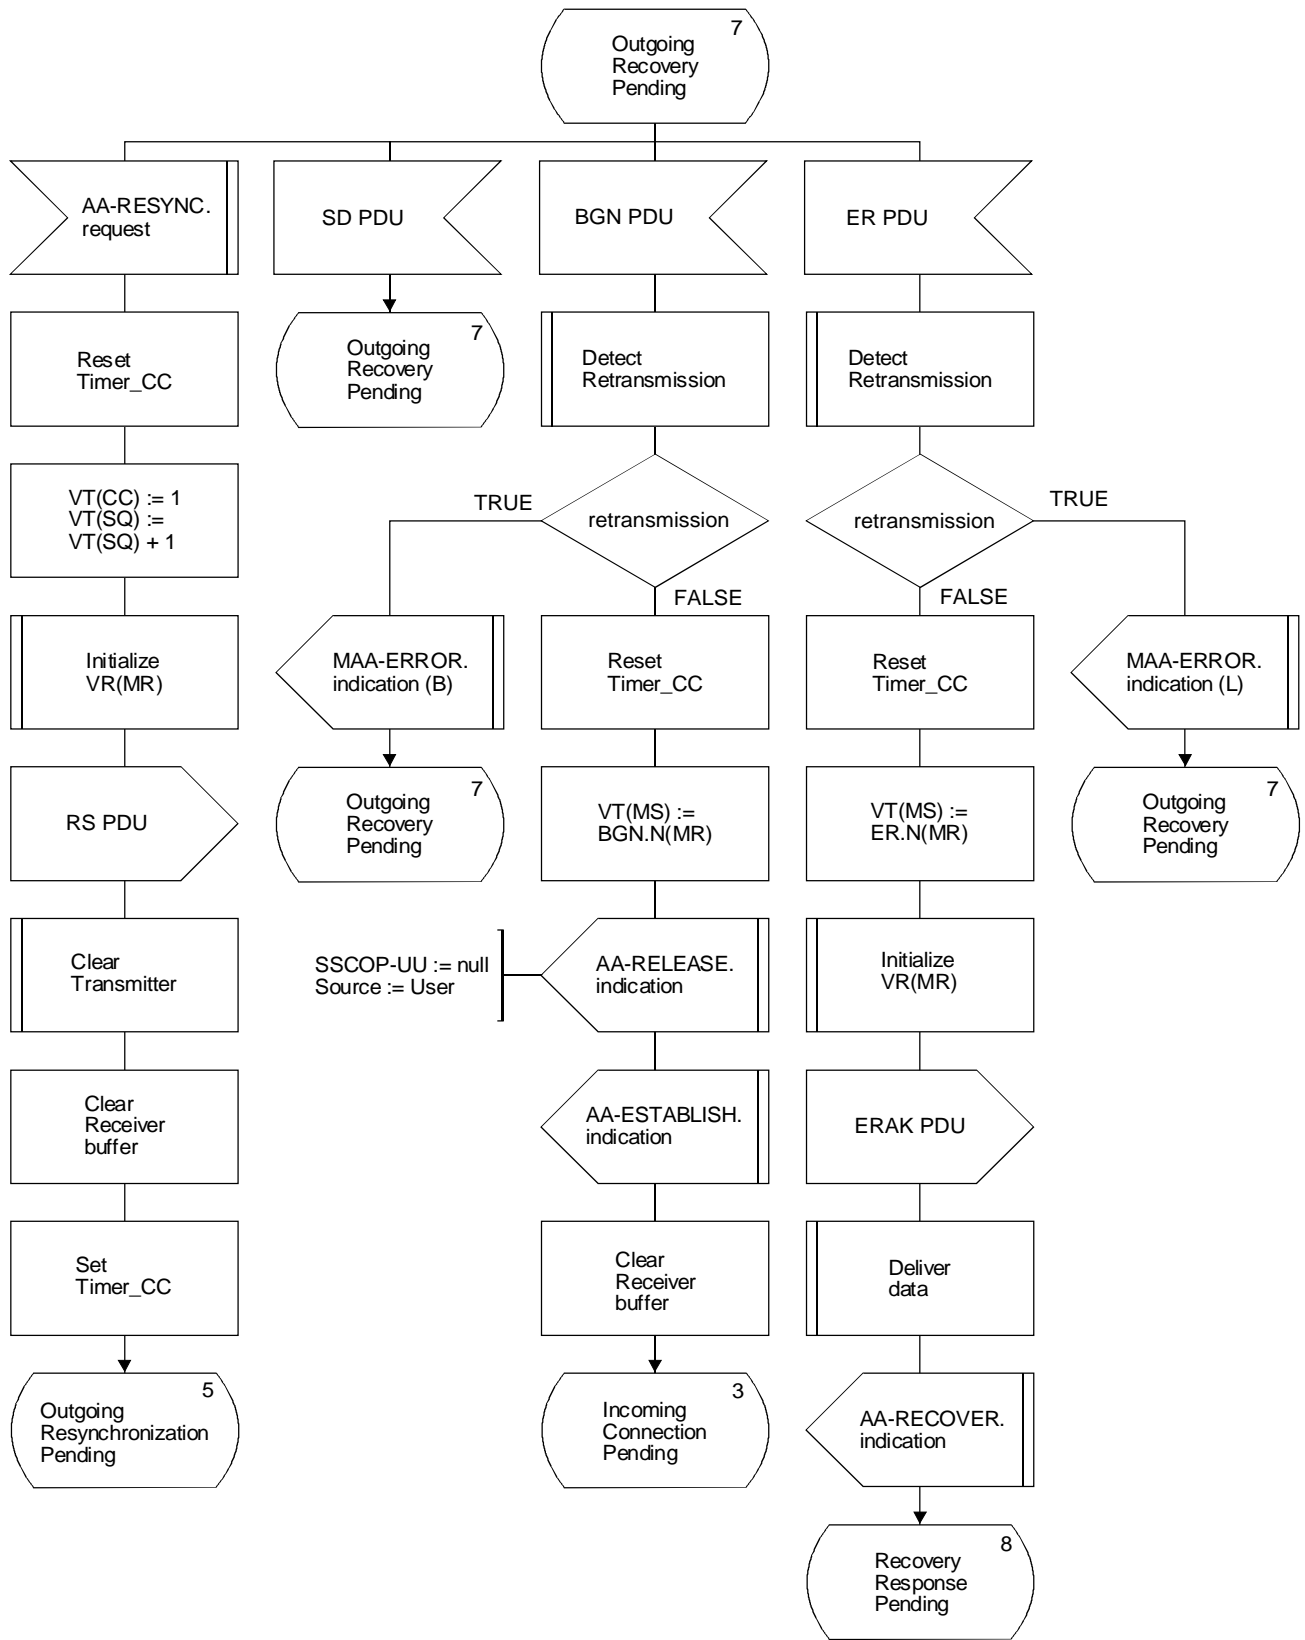 7
Outgoing
Recovery
Pending
AA-RESYNC.
request
SD PDU
BGN PDU
ER PDU
Reset
Timer_CC
7
Outgoing
Recovery
Pending
Detect
Retransmission
Detect
Retransmission
VT(CC) := 1
VT(SQ) :=
VT(SQ) + 1
TRUE
retransmission
FALSE
retransmission
TRUE
FALSE
Initialize
VR(MR)
MAA-ERROR.
indication (B)
Reset
Timer_CC
Reset
Timer_CC
MAA-ERROR.
indication (L)
RS PDU
7
Outgoing
Recovery
Pending
VT(MS) :=
BGN.N(MR)
VT(MS) :=
ER.N(MR)
7
Outgoing
Recovery
Pending
Clear
Transmitter
SSCOP-UU := null
Source := User
AA-RELEASE.
indication
Initialize
VR(MR)
Clear
Receiver
buffer
AA-ESTABLISH.
indication
ERAK PDU
Set
Timer_CC
Clear
Receiver
buffer
Deliver
data
5
Outgoing
Resynchronization
Pending
3
Incoming
Connection
Pending
AA-RECOVER.
indication
8
Recovery
Response
Pending